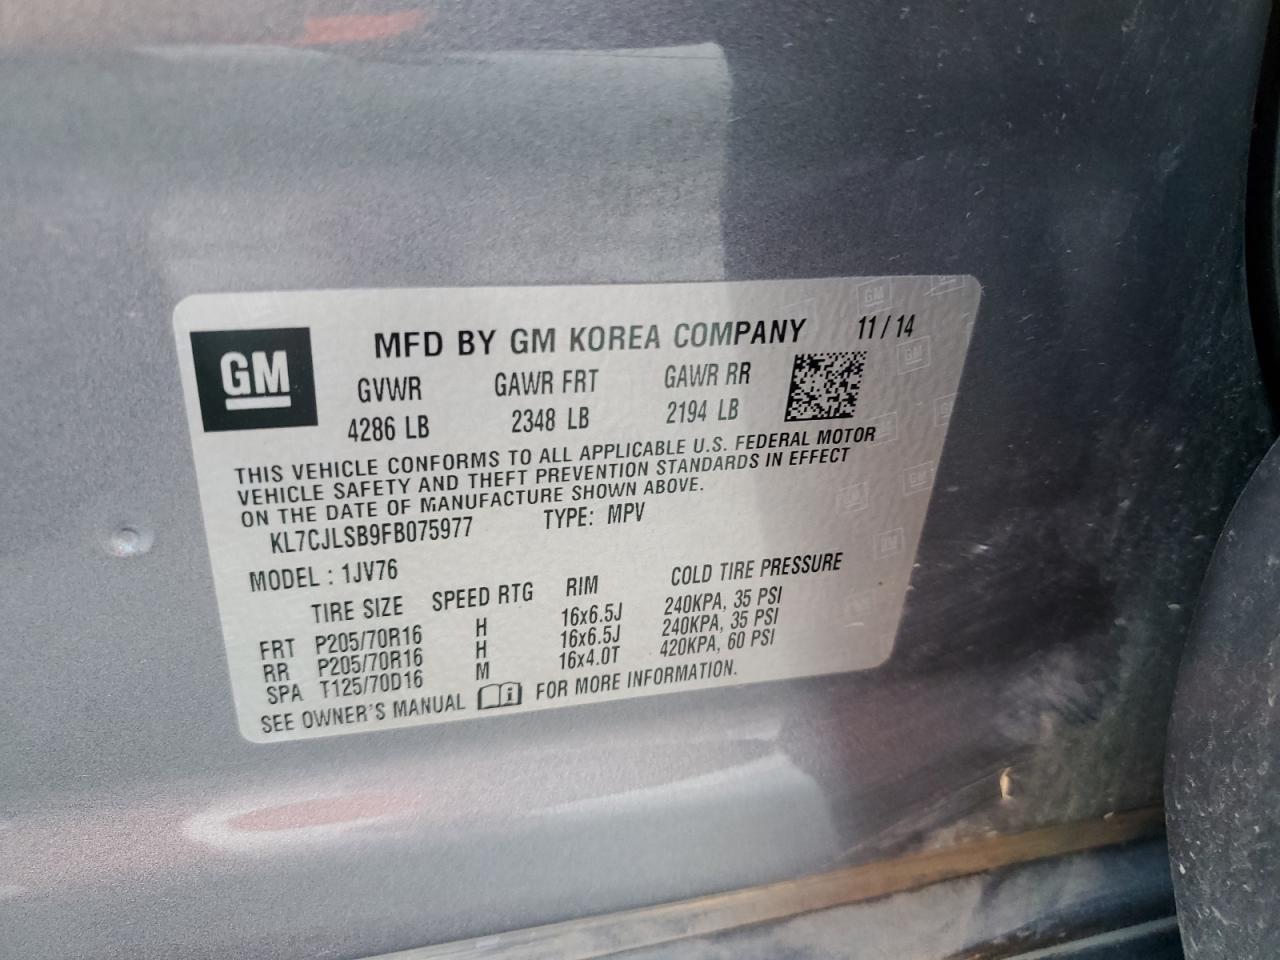 GM
MFD BY GM KOREA COMPANY 11/14
GVWR GAWR FRT GAWR RR
4286 LB 2348 LB 2194 LB
THIS VEHICLE CONFORMS TO ALL APPLICABLE U.S. FEDERAL MOTOR
VEHICLE SAFETY AND THEFT PREVENTION STANDARDS IN EFFECT
ON THE DATE OF MANUFACTURE SHOWN ABOVE.
KL7CJLSB9FB075977 TYPE: MPV
MODEL : 1JV76
TIRE SIZE SPEED RTG RIM COLD TIRE PRESSURE
FRT P205/70R16 H 16x6.5J 240KPA, 35 PSI
RR P205/70R16 H 16x6.5J 240KPA, 35 PSI
SPA T125/70D16 M 16x4.0T 420KPA, 60 PSI
SEE OWNER'S MANUAL FOR MORE INFORMATION.